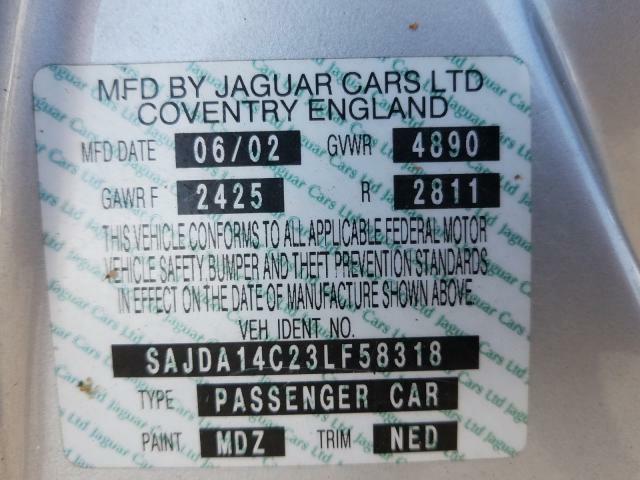 MFD BY JAGUAR CARS LTD
COVENTRY ENGLAND
MFD DATE 06/02 GVWR 4890
GAWR F 2425 R 2811
THIS VEHICLE CONFORMS TO ALL APPLICABLE FEDERAL MOTOR
VEHICLE SAFETY, BUMPER AND THEFT PREVENTION STANDARDS
IN EFFECT ON THE DATE OF MANUFACTURE SHOWN ABOVE.
VEH IDENT NO.
SAJDA14C23LF58318
TYPE PASSENGER CAR
PAINT MDZ TRIM NED